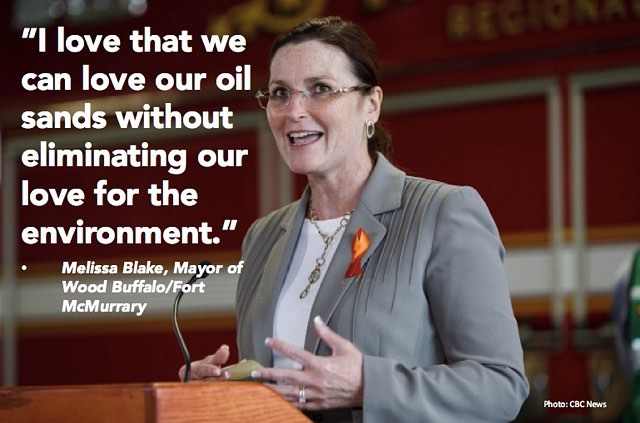 REGIONAL
"I love that we
can love our oil
sands without
eliminating our
love for the
environment."
• Melissa Blake, Mayor of
Wood Buffalo/Fort
McMurrary
Photo: CBC News